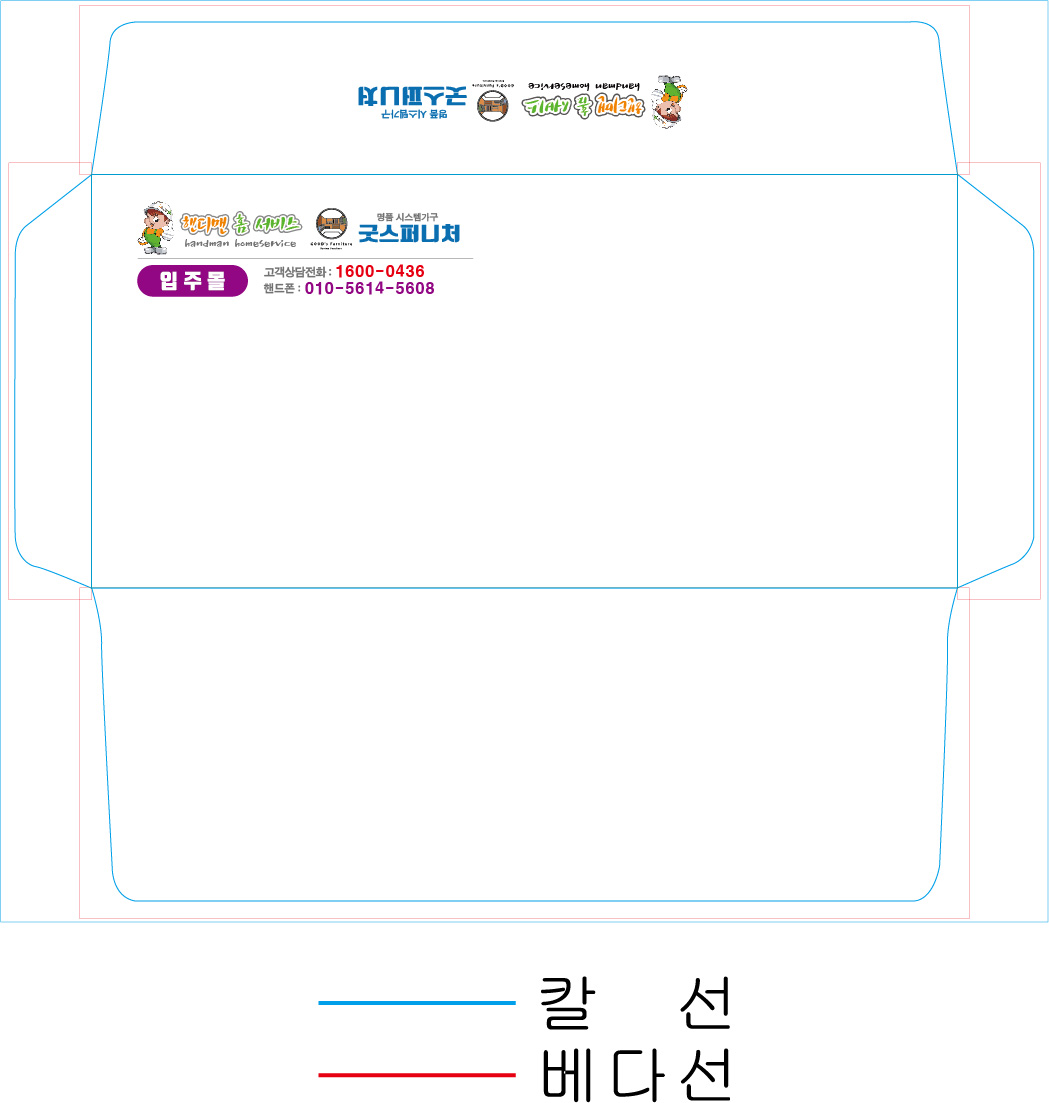 handman homeservice
핸디맨 홈 서비스
GOOD's Furniture
굿스퍼니처
명품 시스템가구
핸디맨 홈 서비스
handman homeservice
GOOD's Furniture
명품 시스템가구
굿스퍼니처
입주몰
고객상담전화 : 1600-0436
핸드폰 : 010-5614-5608
칼 선
베다선